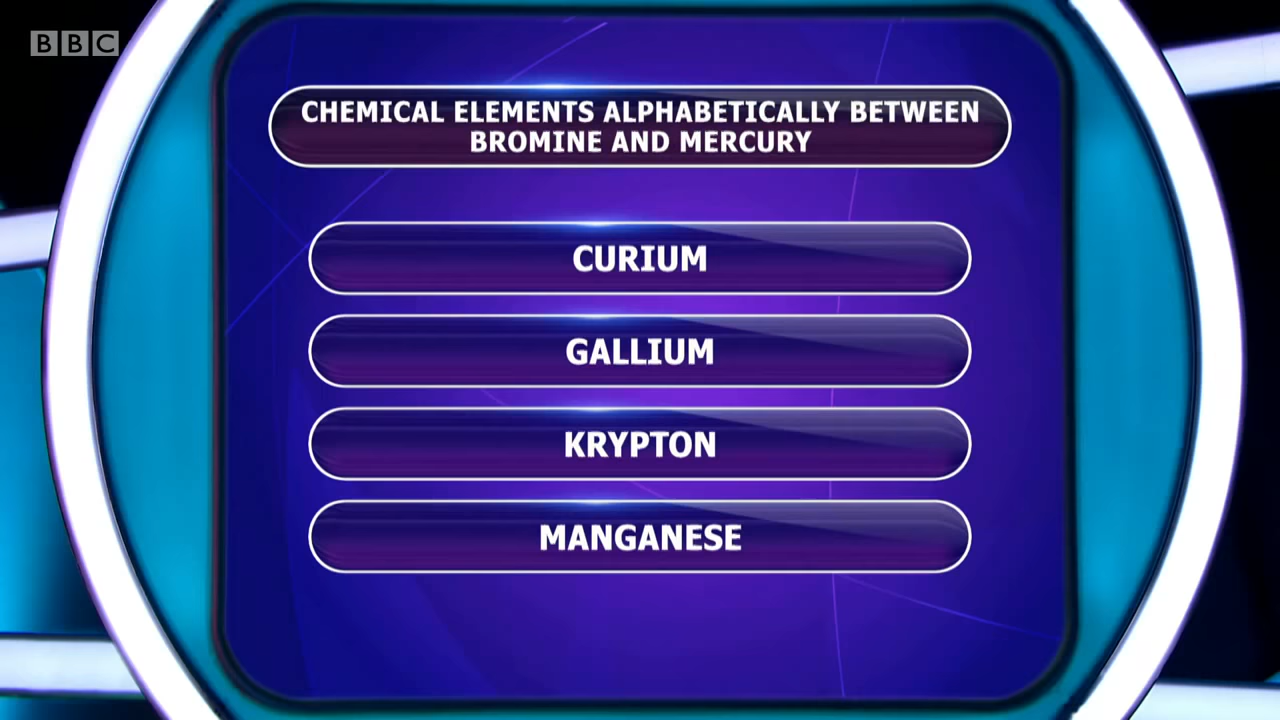 BBC
CHEMICAL ELEMENTS ALPHABETICALLY BETWEEN
BROMINE AND MERCURY
CURIUM
GALLIUM
KRYPTON
MANGANESE